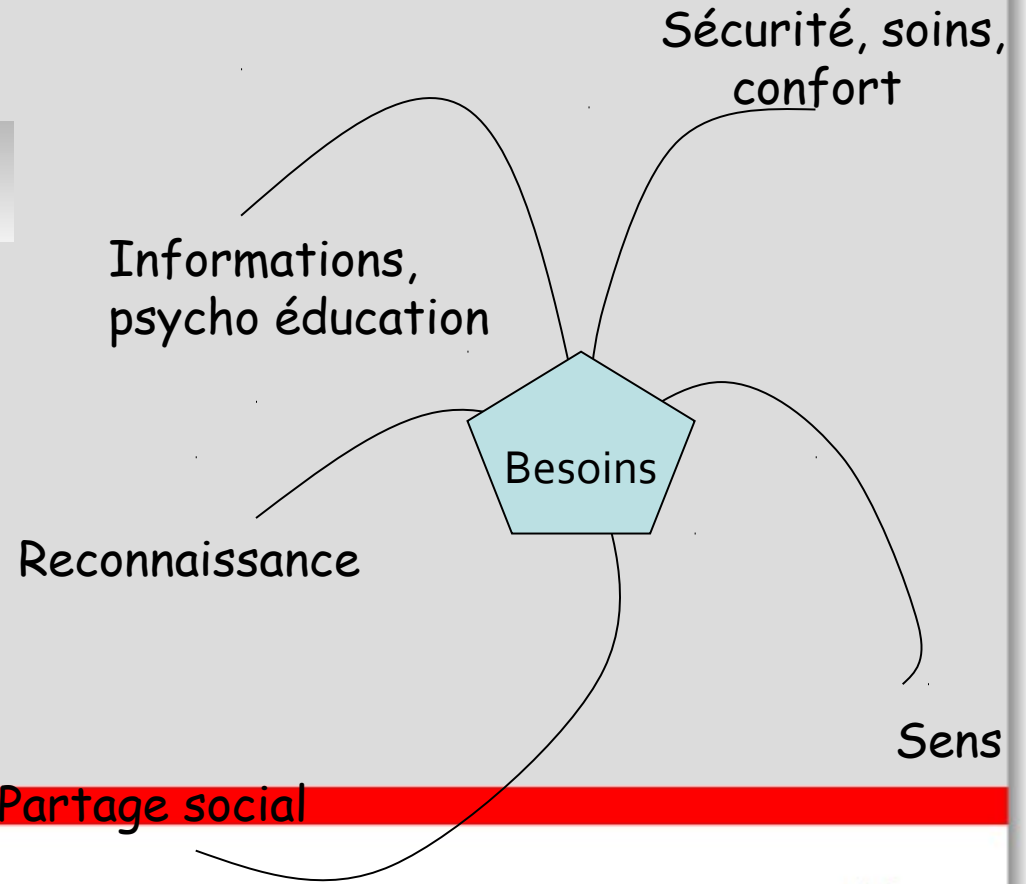 Sécurité, soins,
confort
Informations,
psycho éducation
Besoins
Reconnaissance
Sens
Partage social